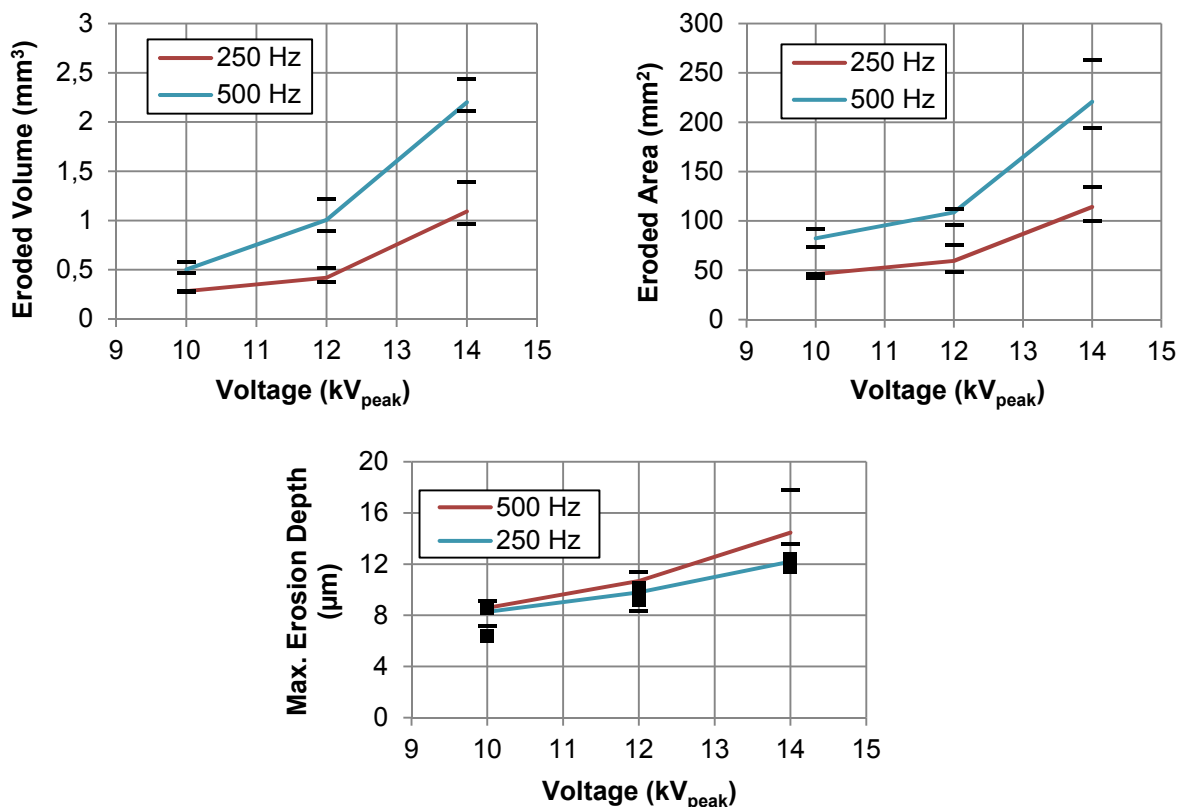 Eroded Volume (mm³)
3
2,5
2
1,5
1
0,5
0
250 Hz
500 Hz
9 10 11 12 13 14 15
Voltage (kVpeak)
Eroded Area (mm²)
300
250
200
150
100
50
0
250 Hz
500 Hz
9 10 11 12 13 14 15
Voltage (kVpeak)
Max. Erosion Depth
(µm)
20
16
12
8
4
0
500 Hz
250 Hz
9 10 11 12 13 14 15
Voltage (kVpeak)